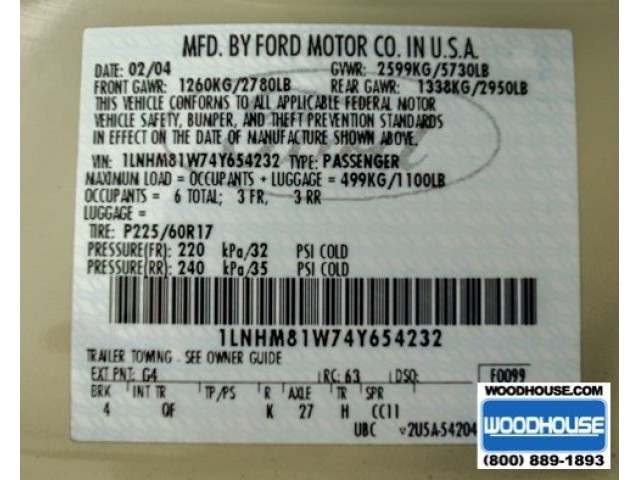 MFD. BY FORD MOTOR CO. IN U.S.A.
DATE: 02/04 GVWR: 2599KG/5730LB
FRONT GAWR: 1260KG/2780LB REAR GAWR: 1338KG/2950LB
THIS VEHICLE CONFORMS TO ALL APPLICABLE FEDERAL MOTOR
VEHICLE SAFETY, BUMPER, AND THEFT PREVENTION STANDARDS
IN EFFECT ON THE DATE OF MANUFACTURE SHOWN ABOVE.
VIN: 1LNHM81W74Y654232 TYPE: PASSENGER
MAXIMUM LOAD = OCCUPANTS + LUGGAGE = 499KG/1100LB
OCCUPANTS = 6 TOTAL; 3 FR, 3 RR
LUGGAGE =
TIRE: P225/60R17
PRESSURE(FR): 220 kPa/32 PSI COLD
PRESSURE(RR): 240 kPa/35 PSI COLD
1LNHM81W74Y654232
TRAILER TOWING - SEE OWNER GUIDE
EXT PNT: G4 RC: 63 DSO: F0099
BRK INT TR TP/PS R AXLE TR SPR
4 OF K 27 H CC11
UBC 2U5A-54204
WOODHOUSE.COM
WOODHOUSE
(800) 889-1893